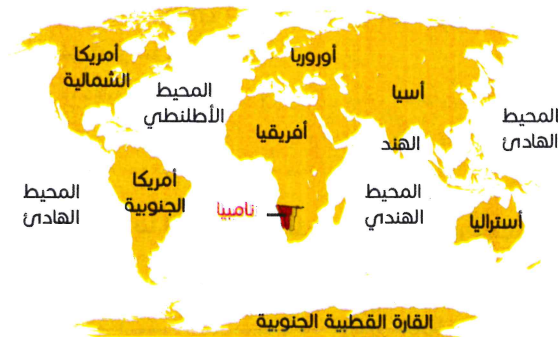 أمريكا
الشمالية
أوروبا
آسيا
المحيط
الأطلنطي
المحيط
الهادئ
أفريقيا
الهند
أمريكا
الجنوبية
المحيط
الهادئ
نامبيا
المحيط
الهندي
أستراليا
القارة القطبية الجنوبية